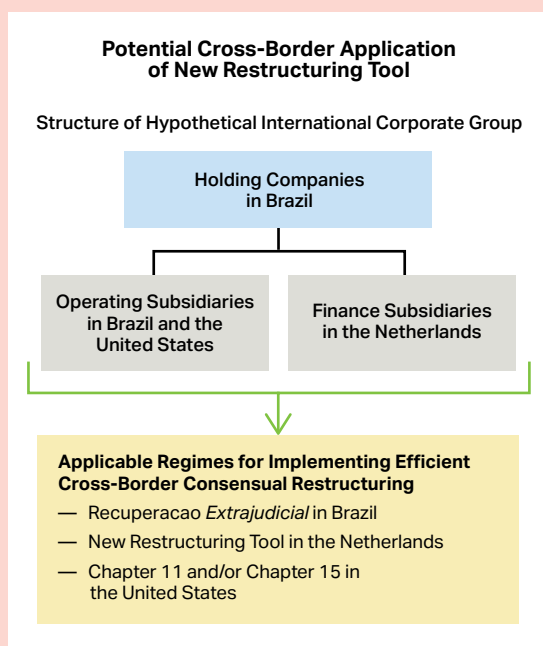 Potential Cross-Border Application
of New Restructuring Tool
Structure of Hypothetical International Corporate Group
Holding Companies
in Brazil
Operating Subsidiaries
in Brazil and the
United States
Finance Subsidiaries
in the Netherlands
Applicable Regimes for Implementing Efficient
Cross-Border Consensual Restructuring
— Recuperacao Extrajudicial in Brazil
— New Restructuring Tool in the Netherlands
— Chapter 11 and/or Chapter 15 in
the United States